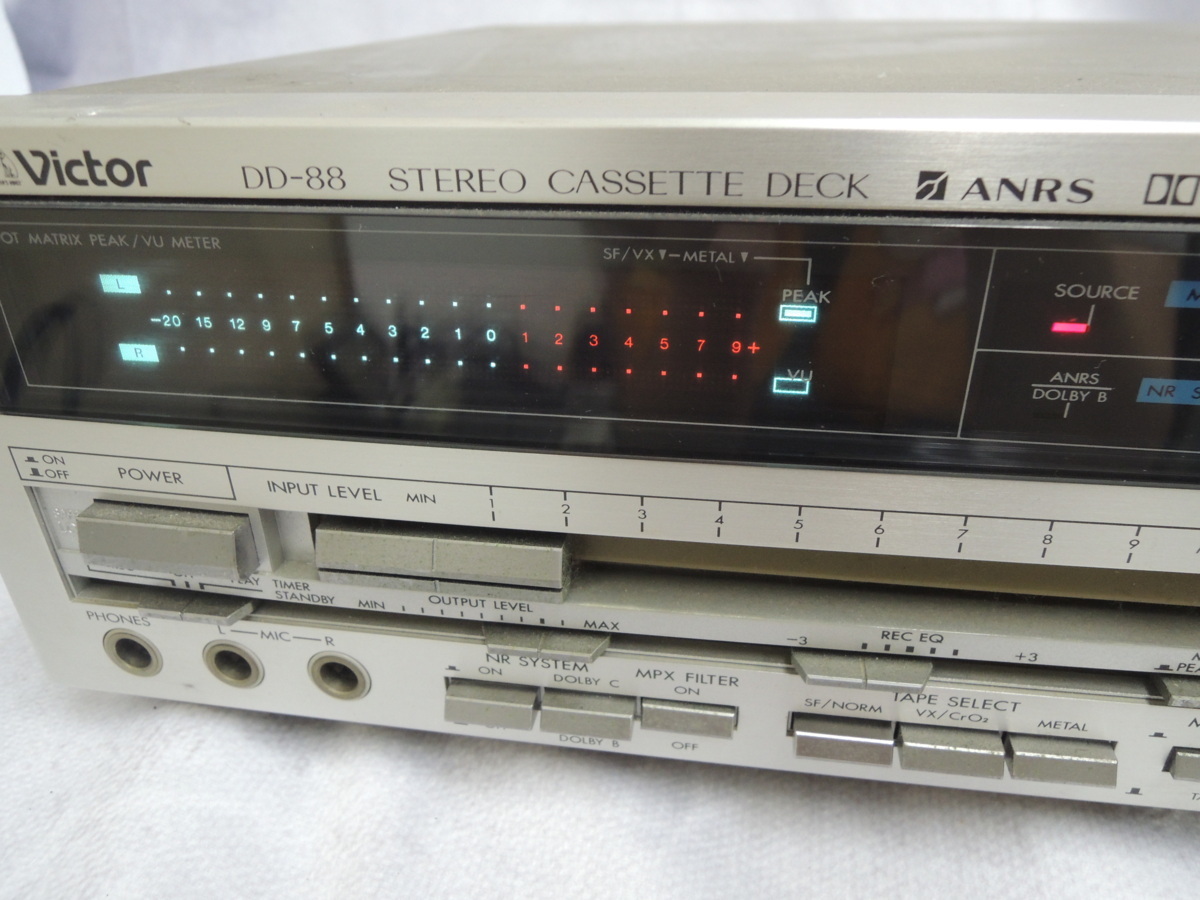 Victor DD-88 STEREO CASSETTE DECK ANRS
OT MATRIX PEAK/VU METER
SF/VX▼–METAL▼
L
PEAK
SOURCE
M
−20 15 12 9 7 5 4 3 2 1 0 1 2 3 4 5 7 9+
R
VU
ANRS
DOLBY B
NR S
ON
OFF
POWER
INPUT LEVEL MIN 1 2 3 4 5 6 7 8 9
PLAY
TIMER
STANDBY
MIN OUTPUT LEVEL MAX
−3 REC EQ +3
PHONES
L—MIC—R
NR SYSTEM
ON
DOLBY C
DOLBY B
MPX FILTER
ON
OFF
TAPE SELECT
SF/NORM
VX/CrO₂
METAL